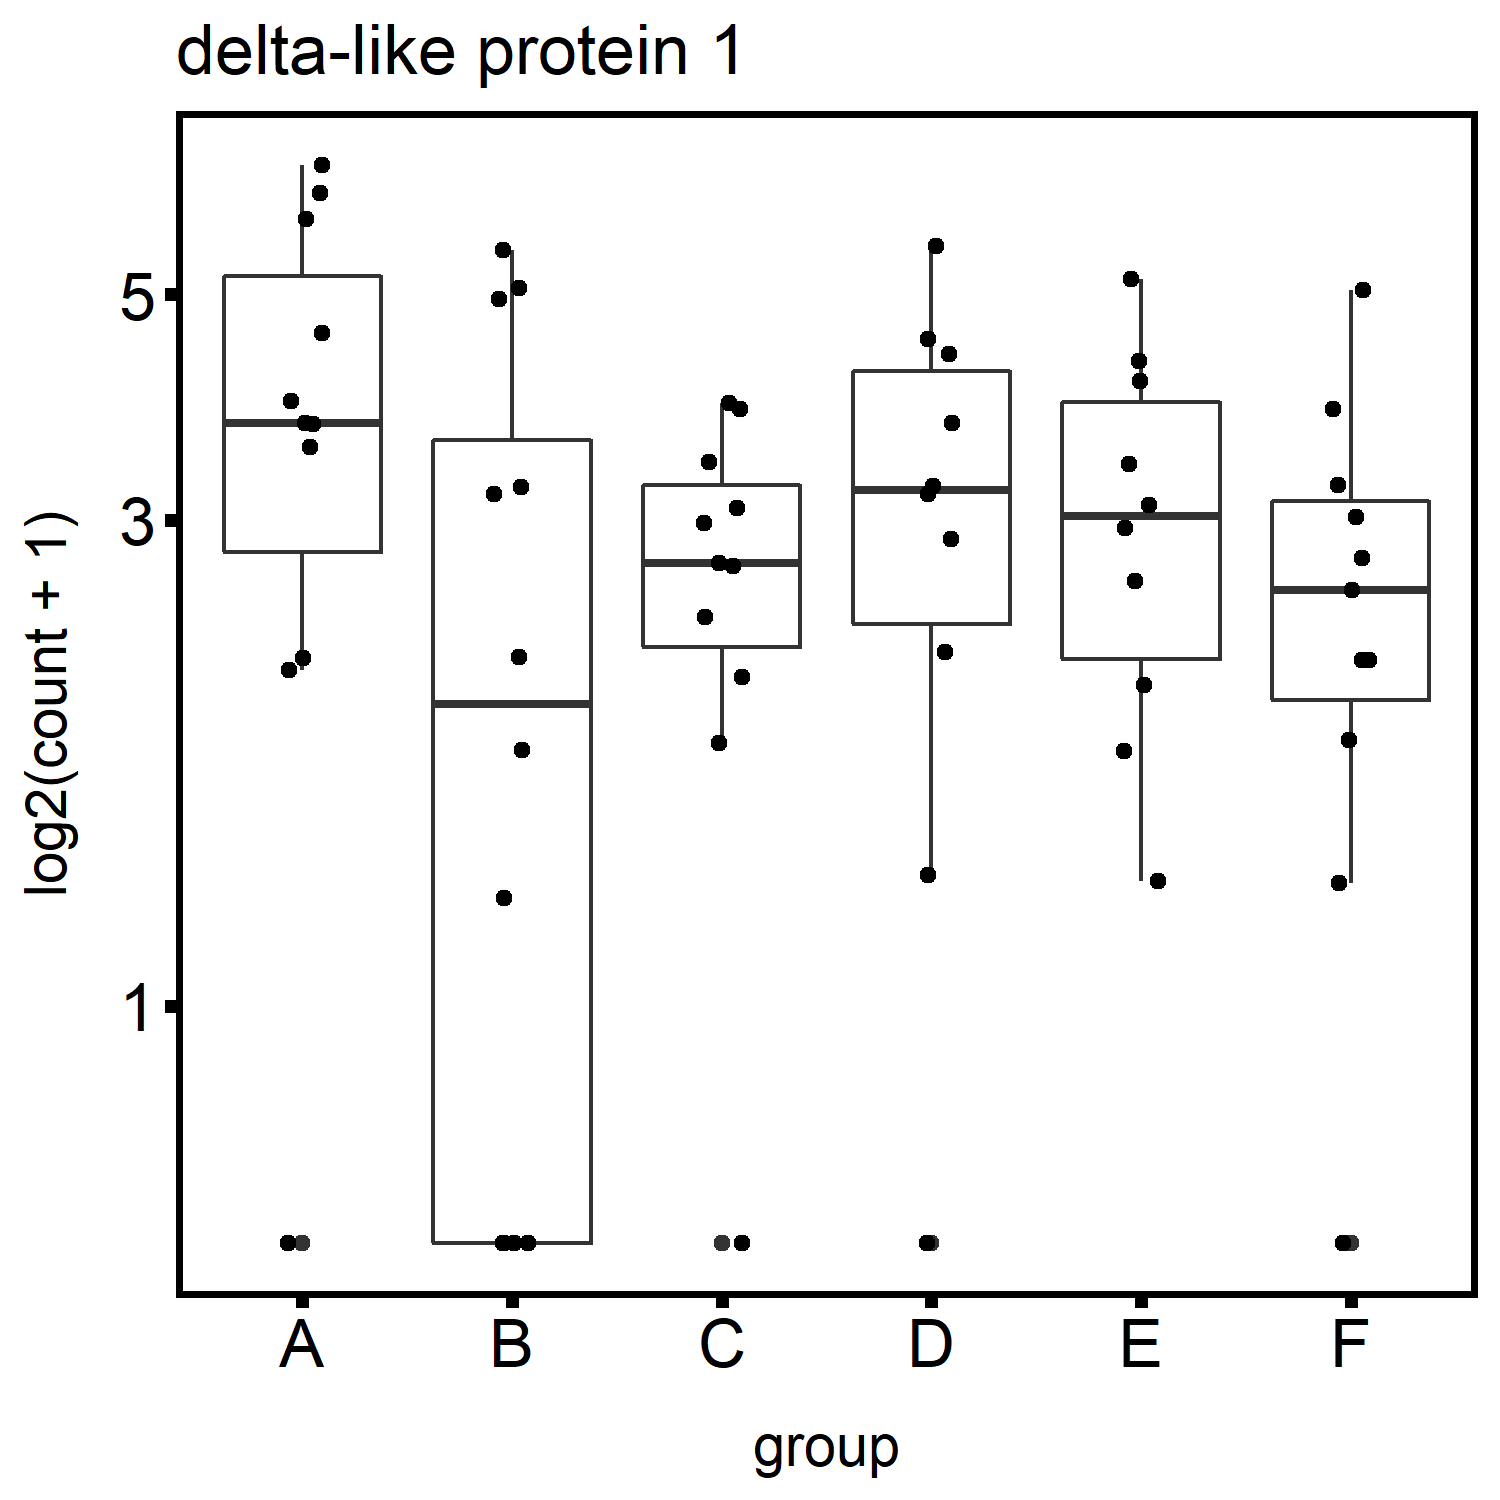 delta-like protein 1
log2(count + 1)
5
3
1
A B C D E F
group